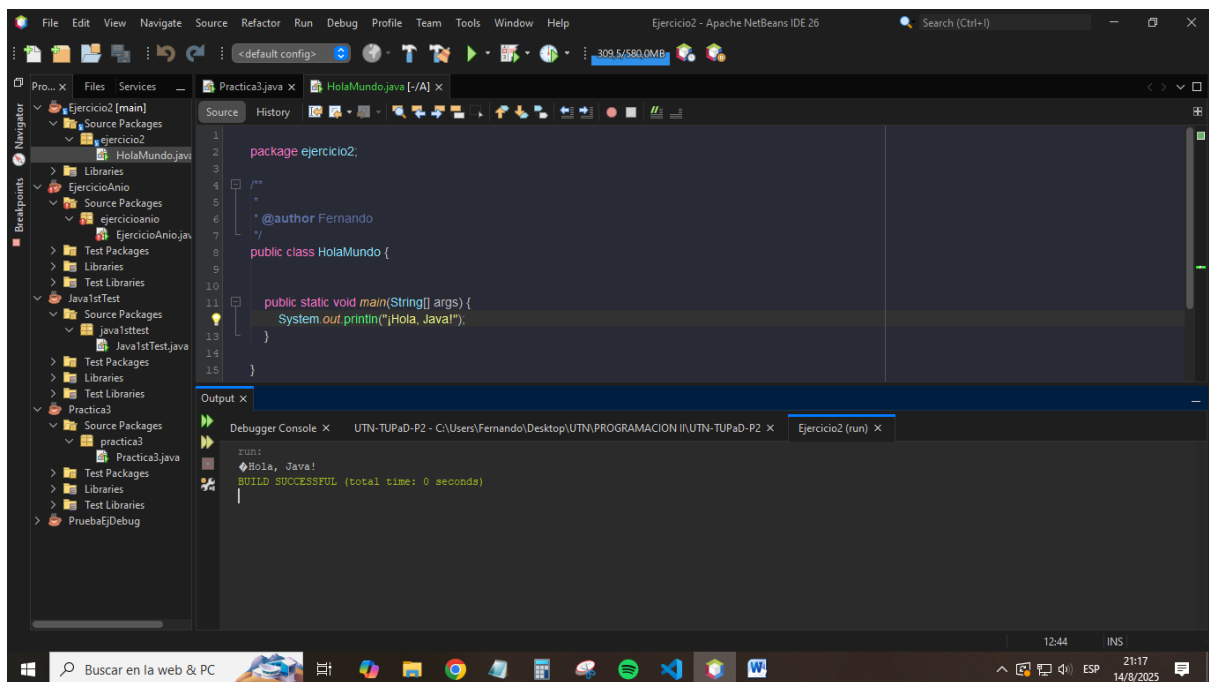 File Edit View Navigate Source Refactor Run Debug Profile Team Tools Window Help Ejercicio2 - Apache NetBeans IDE 26 Search (Ctrl+I)
<default config> 309.5/580.0MB
Pro... × Files Services
Practica3.java × HolaMundo.java [-/A] ×
Source History
Navigator
Breakpoints
Ejercicio2 [main]
Source Packages
ejercicio2
HolaMundo.java
Libraries
EjercicioAnio
Source Packages
ejercicioanio
EjercicioAnio.jav
Test Packages
Libraries
Test Libraries
Java1stTest
Source Packages
java1sttest
Java1stTest.java
Test Packages
Libraries
Test Libraries
Practica3
Source Packages
practica3
Practica3.java
Test Packages
Libraries
Test Libraries
PruebaEjDebug
1
2 package ejercicio2;
3
4 /**
5 *
6 * @author Fernando
7 */
8 public class HolaMundo {
9
10
11 public static void main(String[] args) {
System.out.println("¡Hola, Java!");
13 }
14
15 }
Output ×
Debugger Console × UTN-TUPaD-P2 - C:\Users\Fernando\Desktop\UTN\PROGRAMACION II\UTN-TUPaD-P2 × Ejercicio2 (run) ×
run:
�Hola, Java!
BUILD SUCCESSFUL (total time: 0 seconds)
12:44 INS
Buscar en la web & PC
ESP
21:17
14/8/2025